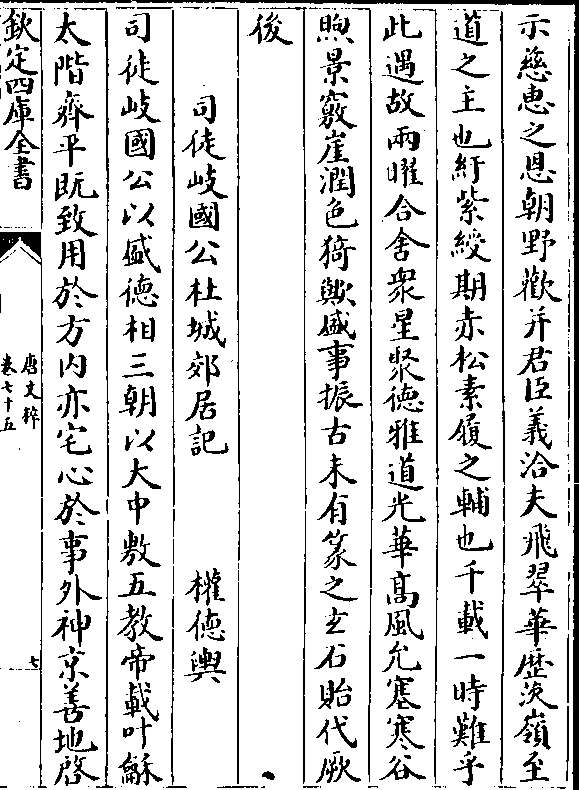 示慈惠之恩朝野歡并君臣義洽夫飛翠華歷茨嶺至
道之主也紆紫綬期赤松素履之輔也千載一時難乎
此遇故兩曜合舍衆星聚德雅道光華高風允塞寒谷
煦景竅崖潤色猗歟盛事振古未有篆之玄石貽代厥
後
司徒岐國公杜城郊居記 權德輿
司徒岐國公以盛德相三朝以大中敷五教帝載叶龢
太階齊平既致用於方内亦宅心於事外神京善地啓
欽定四庫全書
唐文粹
卷七十五
七